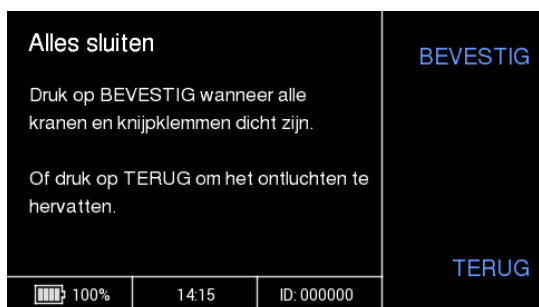 Alles sluiten
BEVESTIG
Druk op BEVESTIG wanneer alle
kranen en knijpklemmen dicht zijn.
Of druk op TERUG om het ontluchten te
hervatten.
TERUG
100%
14:15
ID: 000000